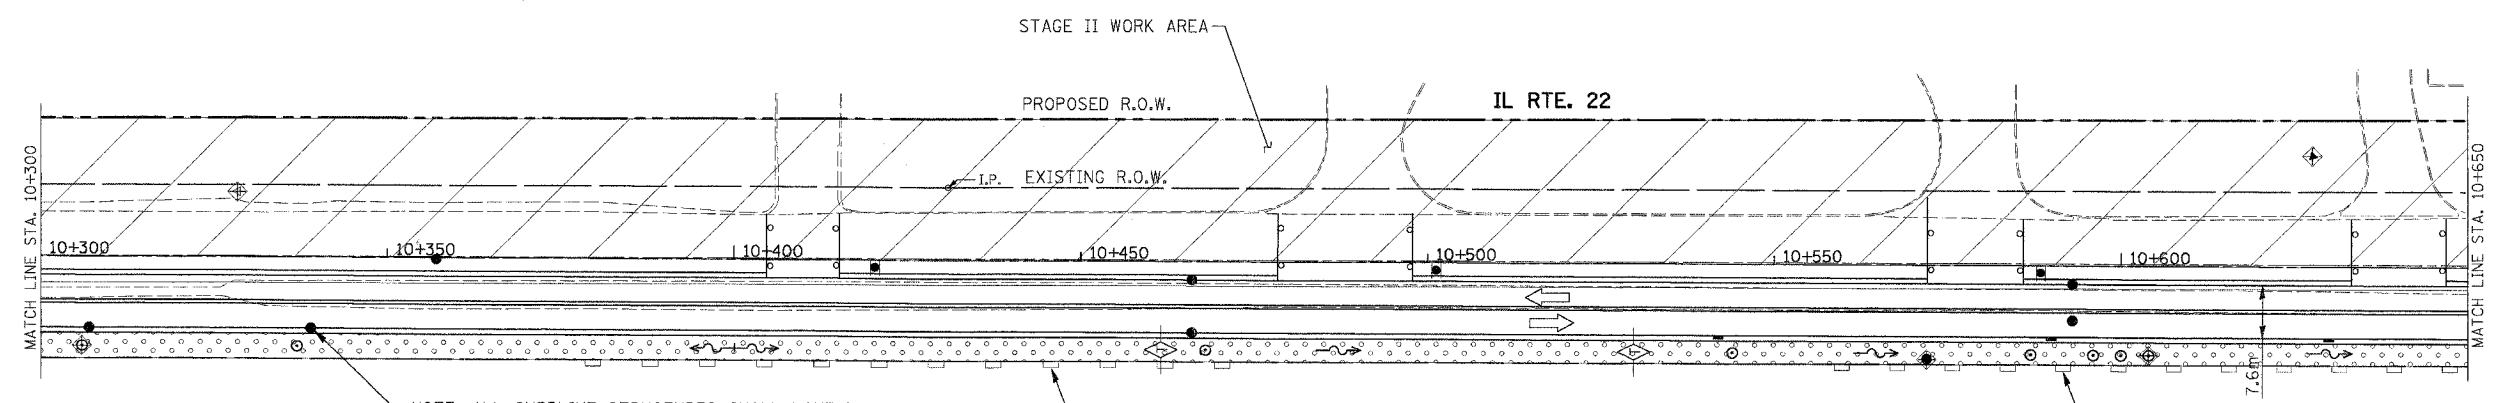 STAGE II WORK AREA
PROPOSED R.O.W.
IL RTE. 22
I.P.
EXISTING R.O.W.
MATCH LINE STA. 10+300
10+300
10+350
10+400
10+450
10+500
10+550
10+600
MATCH LINE STA. 10+650
7.6m